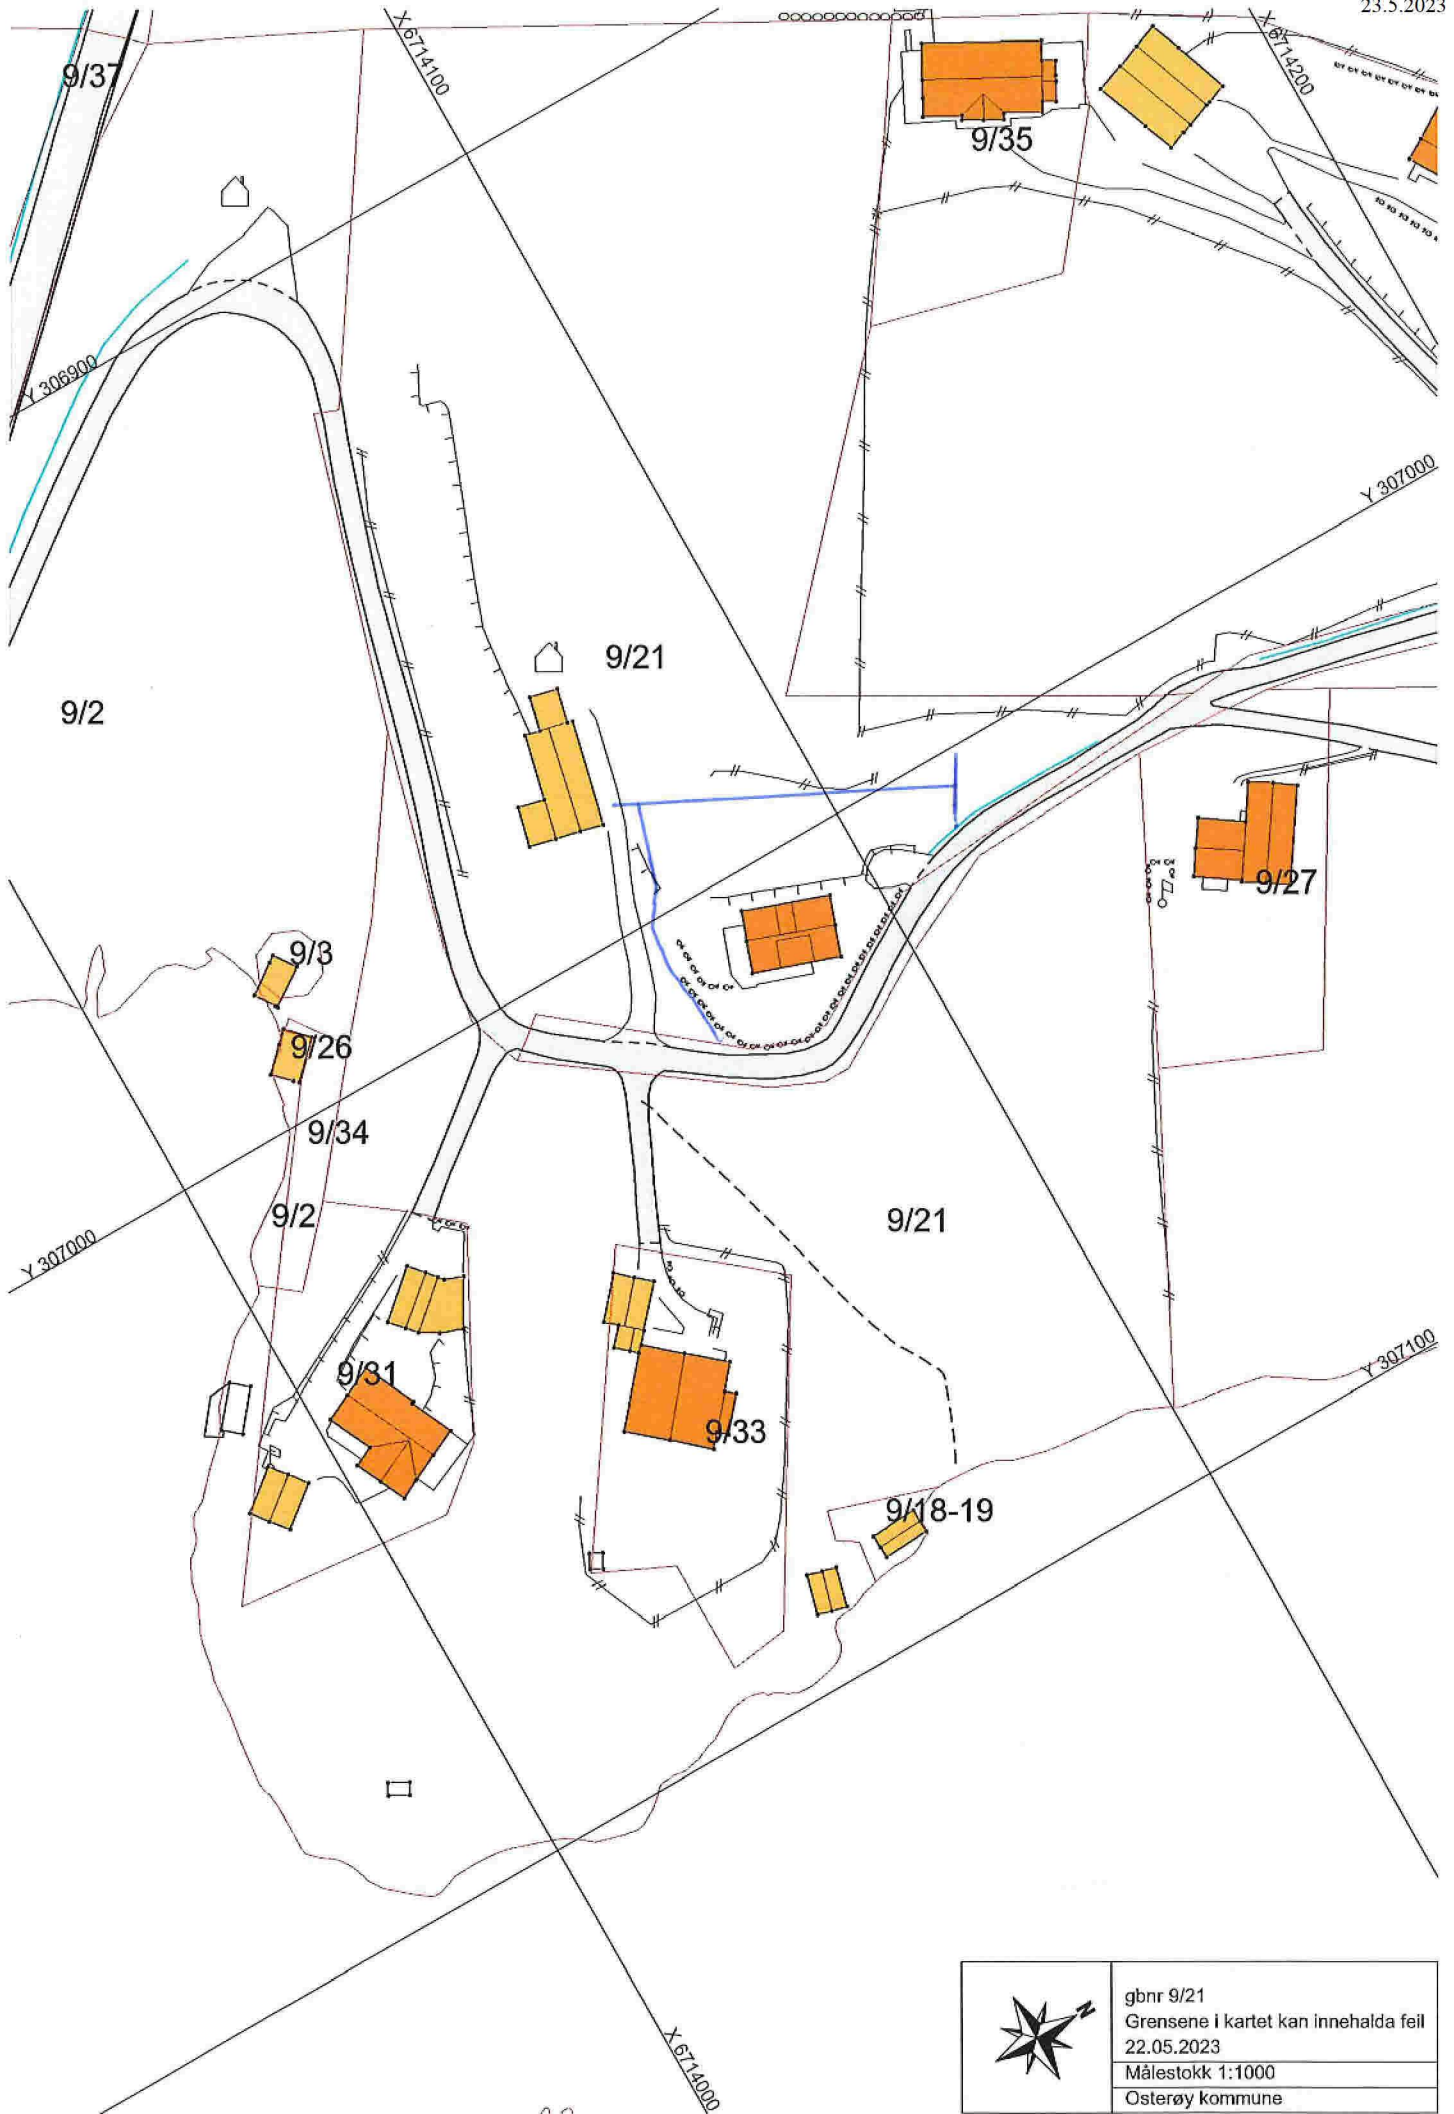 23.5.2023
9/37
X 6714100
X 6714200
9/35
Y 306900
Y 307000
9/21
9/2
9/27
9/3
9/26
9/34
9/2
9/21
Y 307000
Y 307100
9/31
9/33
9/18-19
N
gbnr 9/21
Grensene i kartet kan innehalda feil
22.05.2023
Målestokk 1:1000
Osterøy kommune
X 6714000